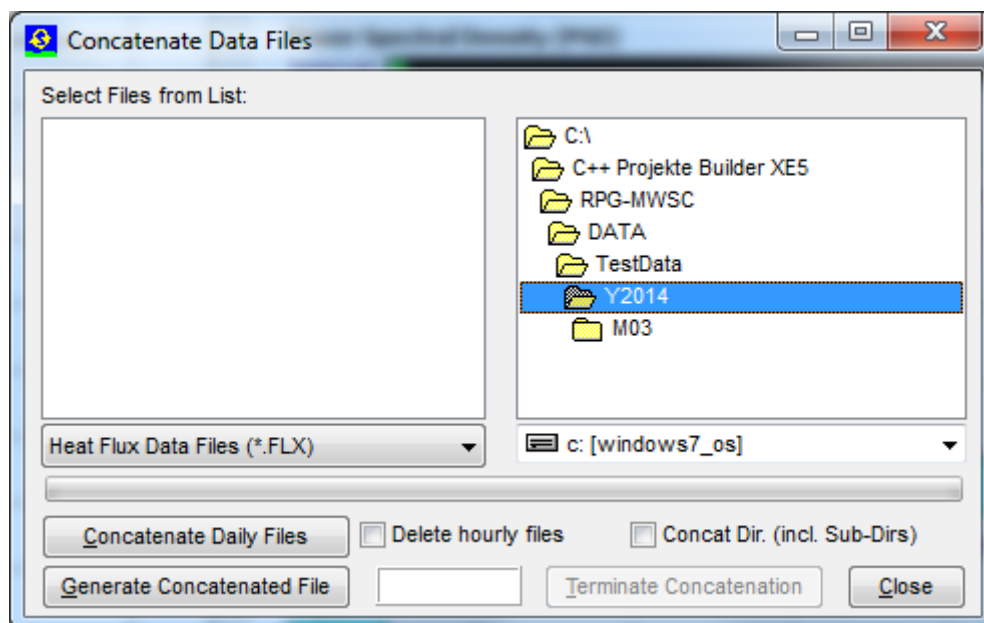 Concatenate Data Files
Select Files from List:
C:\
C++ Projekte Builder XE5
RPG-MWSC
DATA
TestData
Y2014
M03
Heat Flux Data Files (*.FLX)
c: [windows7_os]
Concatenate Daily Files
Delete hourly files
Concat Dir. (incl. Sub-Dirs)
Generate Concatenated File
Terminate Concatenation
Close